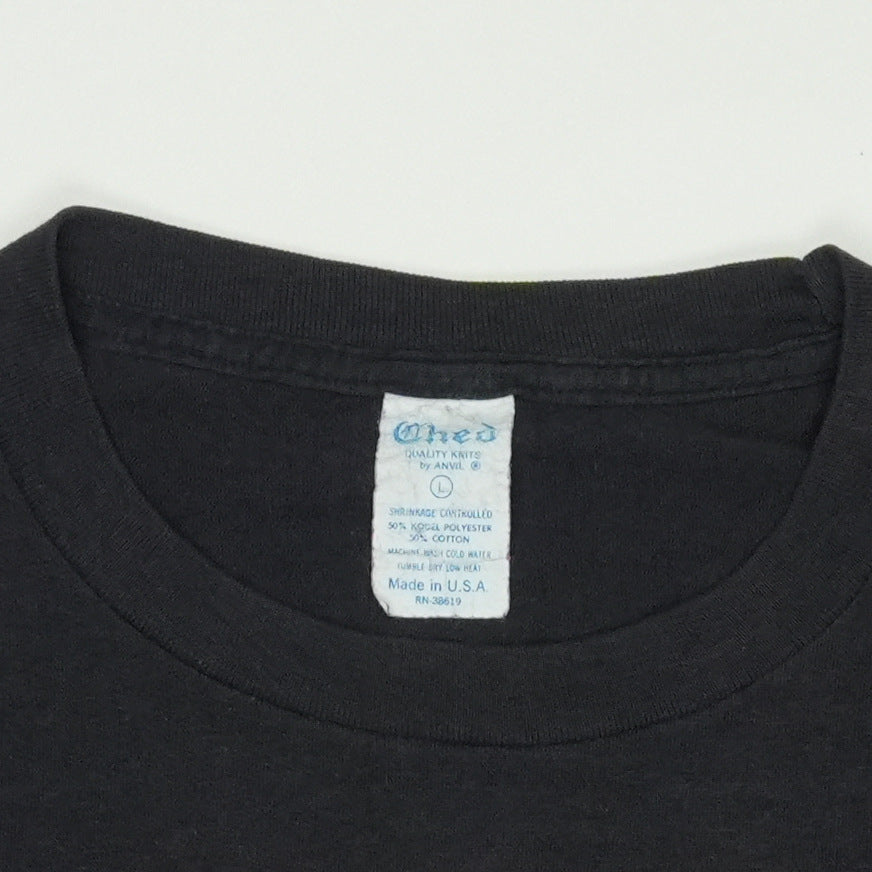 Ched
QUALITY KNITS
by ANVIL ®
L
SHRINKAGE CONTROLLED
50% KODEL POLYESTER
50% COTTON
MACHINE WASH COLD WATER
TUMBLE DRY LOW HEAT
Made in U.S.A.
RN-38619